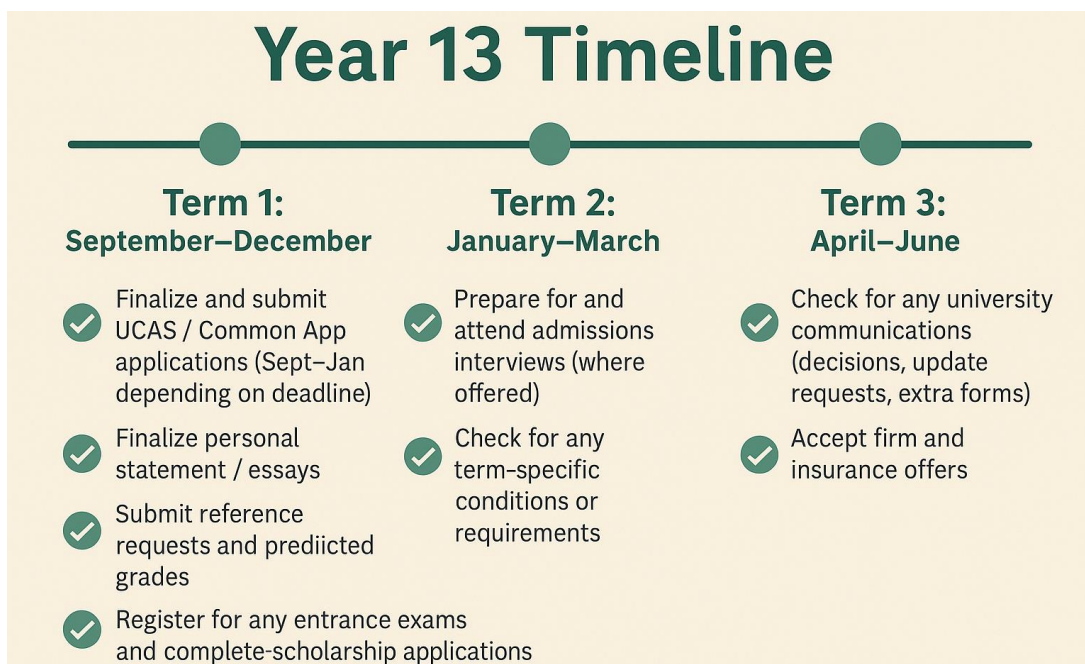 Year 13 Timeline
Term 1:
September–December
Finalize and submit
UCAS / Common App
applications (Sept–Jan
depending on deadline)
Finalize personal
statement / essays
Submit reference
requests and prediicted
grades
Register for any entrance exams
and complete-scholarship applications
Term 2:
January–March
Prepare for and
attend admissions
interviews (where
offered)
Check for any
term-specific
conditions or
requirements
Term 3:
April–June
Check for any university
communications
(decisions, update
requests, extra forms)
Accept firm and
insurance offers